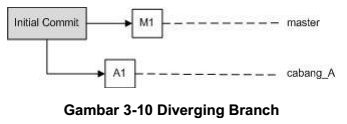 Initial Commit
M1
master
A1
cabang_A
Gambar 3-10 Diverging Branch